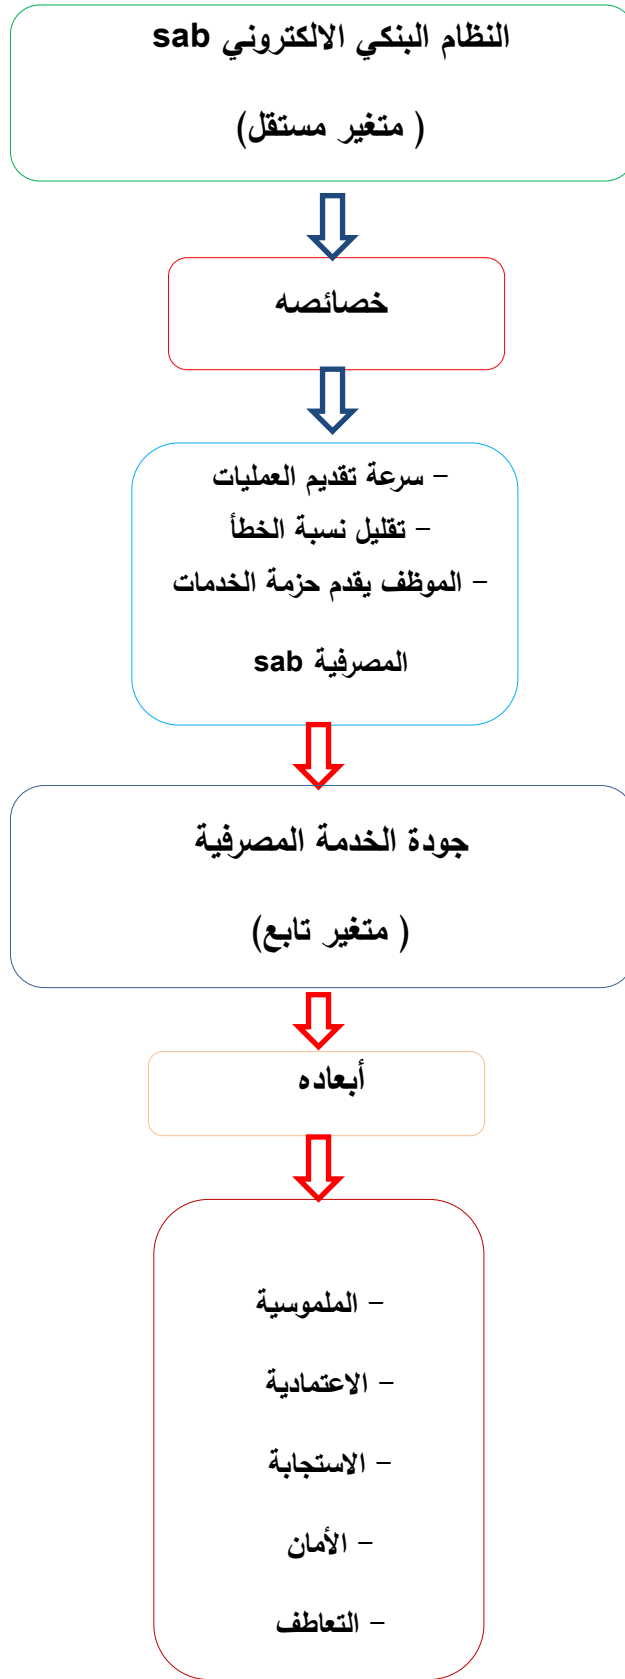 النظام البنكي الالكتروني sab
( متغير مستقل)
خصائصه
– سرعة تقديم العمليات
– تقليل نسبة الخطأ
– الموظف يقدم حزمة الخدمات
المصرفية sab
جودة الخدمة المصرفية
( متغير تابع)
أبعاده
– الملموسية
– الاعتمادية
– الاستجابة
– الأمان
– التعاطف